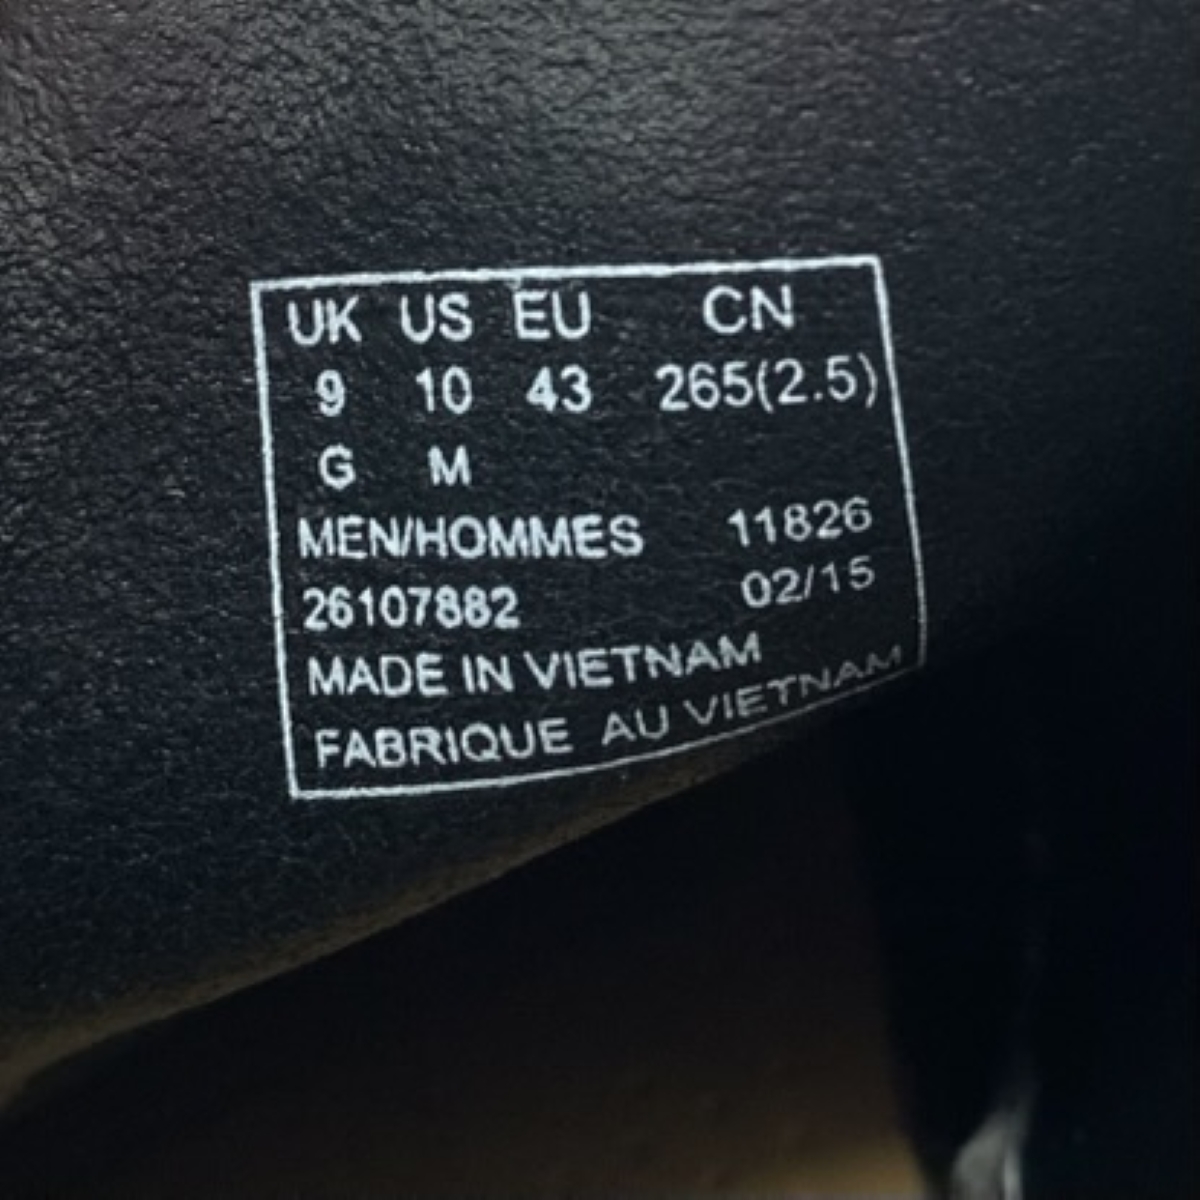 UK US EU CN
9 10 43 265(2.5)
G M
MEN/HOMMES 11826
26107882 02/15
MADE IN VIETNAM
FABRIQUE AU VIETNAM